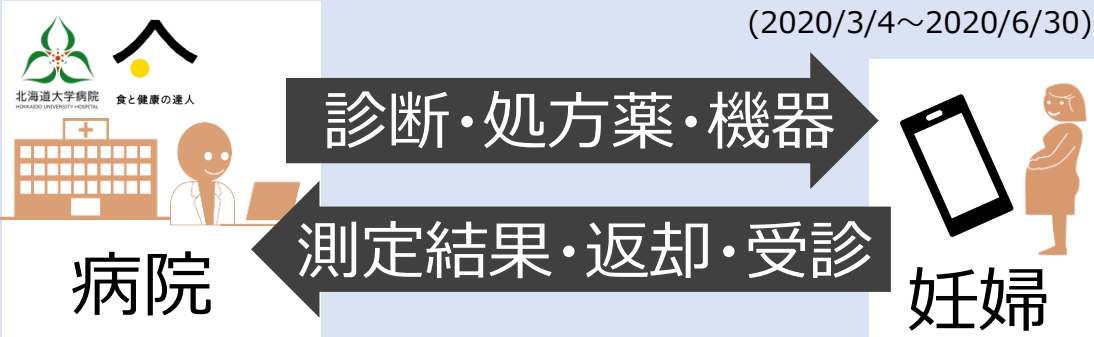 (2020/3/4～2020/6/30)
北海道大学病院
HOKKAIDO UNIVERSITY HOSPITAL
食と健康の達人
診断・処方薬・機器
測定結果・返却・受診
病院
妊婦